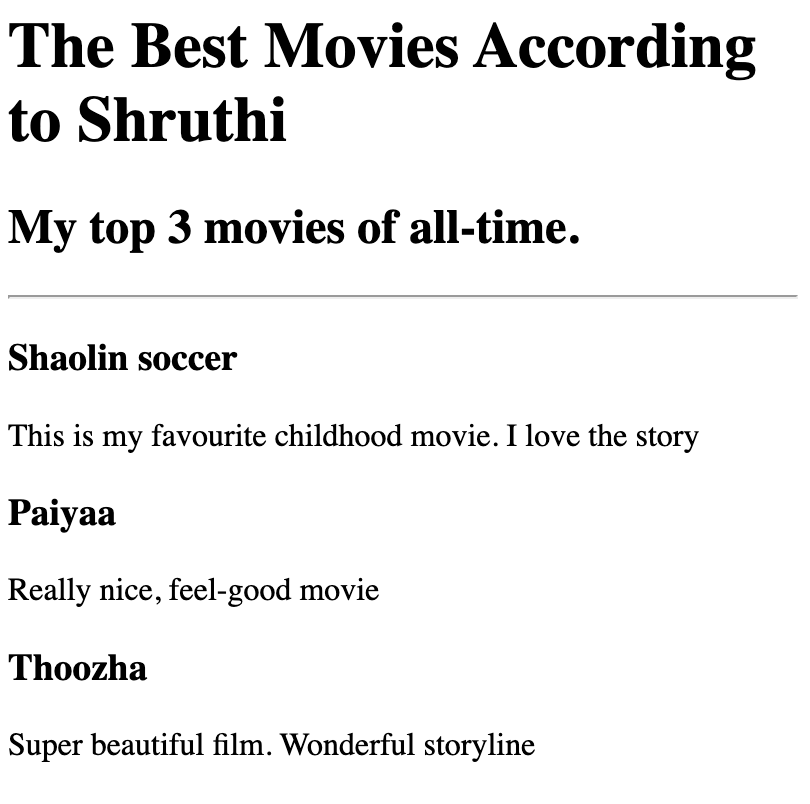 The Best Movies According
to Shruthi
My top 3 movies of all-time.
Shaolin soccer
This is my favourite childhood movie. I love the story
Paiyaa
Really nice, feel-good movie
Thoozha
Super beautiful film. Wonderful storyline